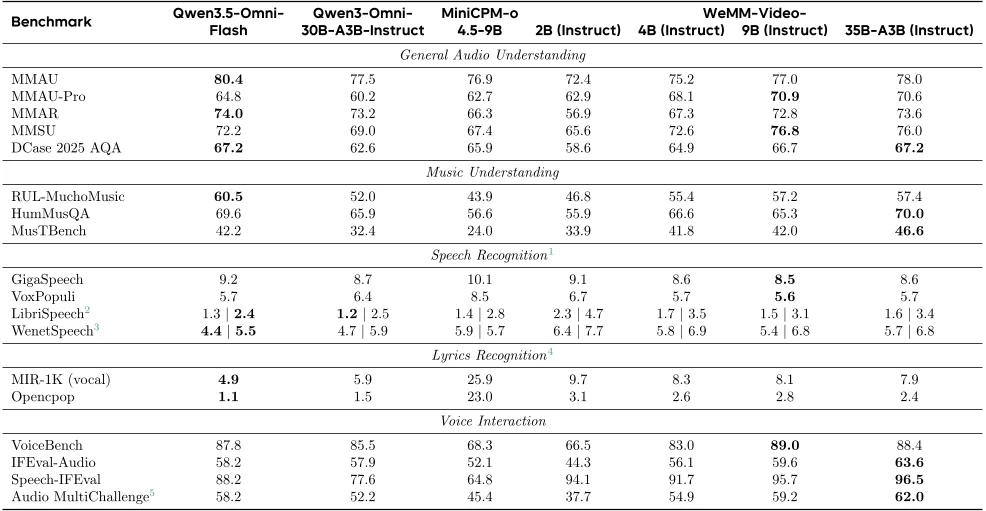 Benchmark Qwen3.5-Omni-Flash Qwen3-Omni-30B-A3B-Instruct MiniCPM-o 4.5-9B WeMM-Video- 2B (Instruct) 4B (Instruct) 9B (Instruct) 35B-A3B (Instruct)
General Audio Understanding
MMAU 80.4 77.5 76.9 72.4 75.2 77.0 78.0
MMAU-Pro 64.8 60.2 62.7 62.9 68.1 70.9 70.6
MMAR 74.0 73.2 66.3 56.9 67.3 72.8 73.6
MMSU 72.2 69.0 67.4 65.6 72.6 76.8 76.0
DCase 2025 AQA 67.2 62.6 65.9 58.6 64.9 66.7 67.2
Music Understanding
RUL-MuchoMusic 60.5 52.0 43.9 46.8 55.4 57.2 57.4
HumMusQA 69.6 65.9 56.6 55.9 66.6 65.3 70.0
MusTBench 42.2 32.4 24.0 33.9 41.8 42.0 46.6
Speech Recognition1
GigaSpeech 9.2 8.7 10.1 9.1 8.6 8.5 8.6
VoxPopuli 5.7 6.4 8.5 6.7 5.7 5.6 5.7
LibriSpeech2 1.3 | 2.4 1.2 | 2.5 1.4 | 2.8 2.3 | 4.7 1.7 | 3.5 1.5 | 3.1 1.6 | 3.4
WenetSpeech3 4.4 | 5.5 4.7 | 5.9 5.9 | 5.7 6.4 | 7.7 5.8 | 6.9 5.4 | 6.8 5.7 | 6.8
Lyrics Recognition4
MIR-1K (vocal) 4.9 5.9 25.9 9.7 8.3 8.1 7.9
Opencpop 1.1 1.5 23.0 3.1 2.6 2.8 2.4
Voice Interaction
VoiceBench 87.8 85.5 68.3 66.5 83.0 89.0 88.4
IFEval-Audio 58.2 57.9 52.1 44.3 56.1 59.6 63.6
Speech-IFEval 88.2 77.6 64.8 94.1 91.7 95.7 96.5
Audio MultiChallenge5 58.2 52.2 45.4 37.7 54.9 59.2 62.0